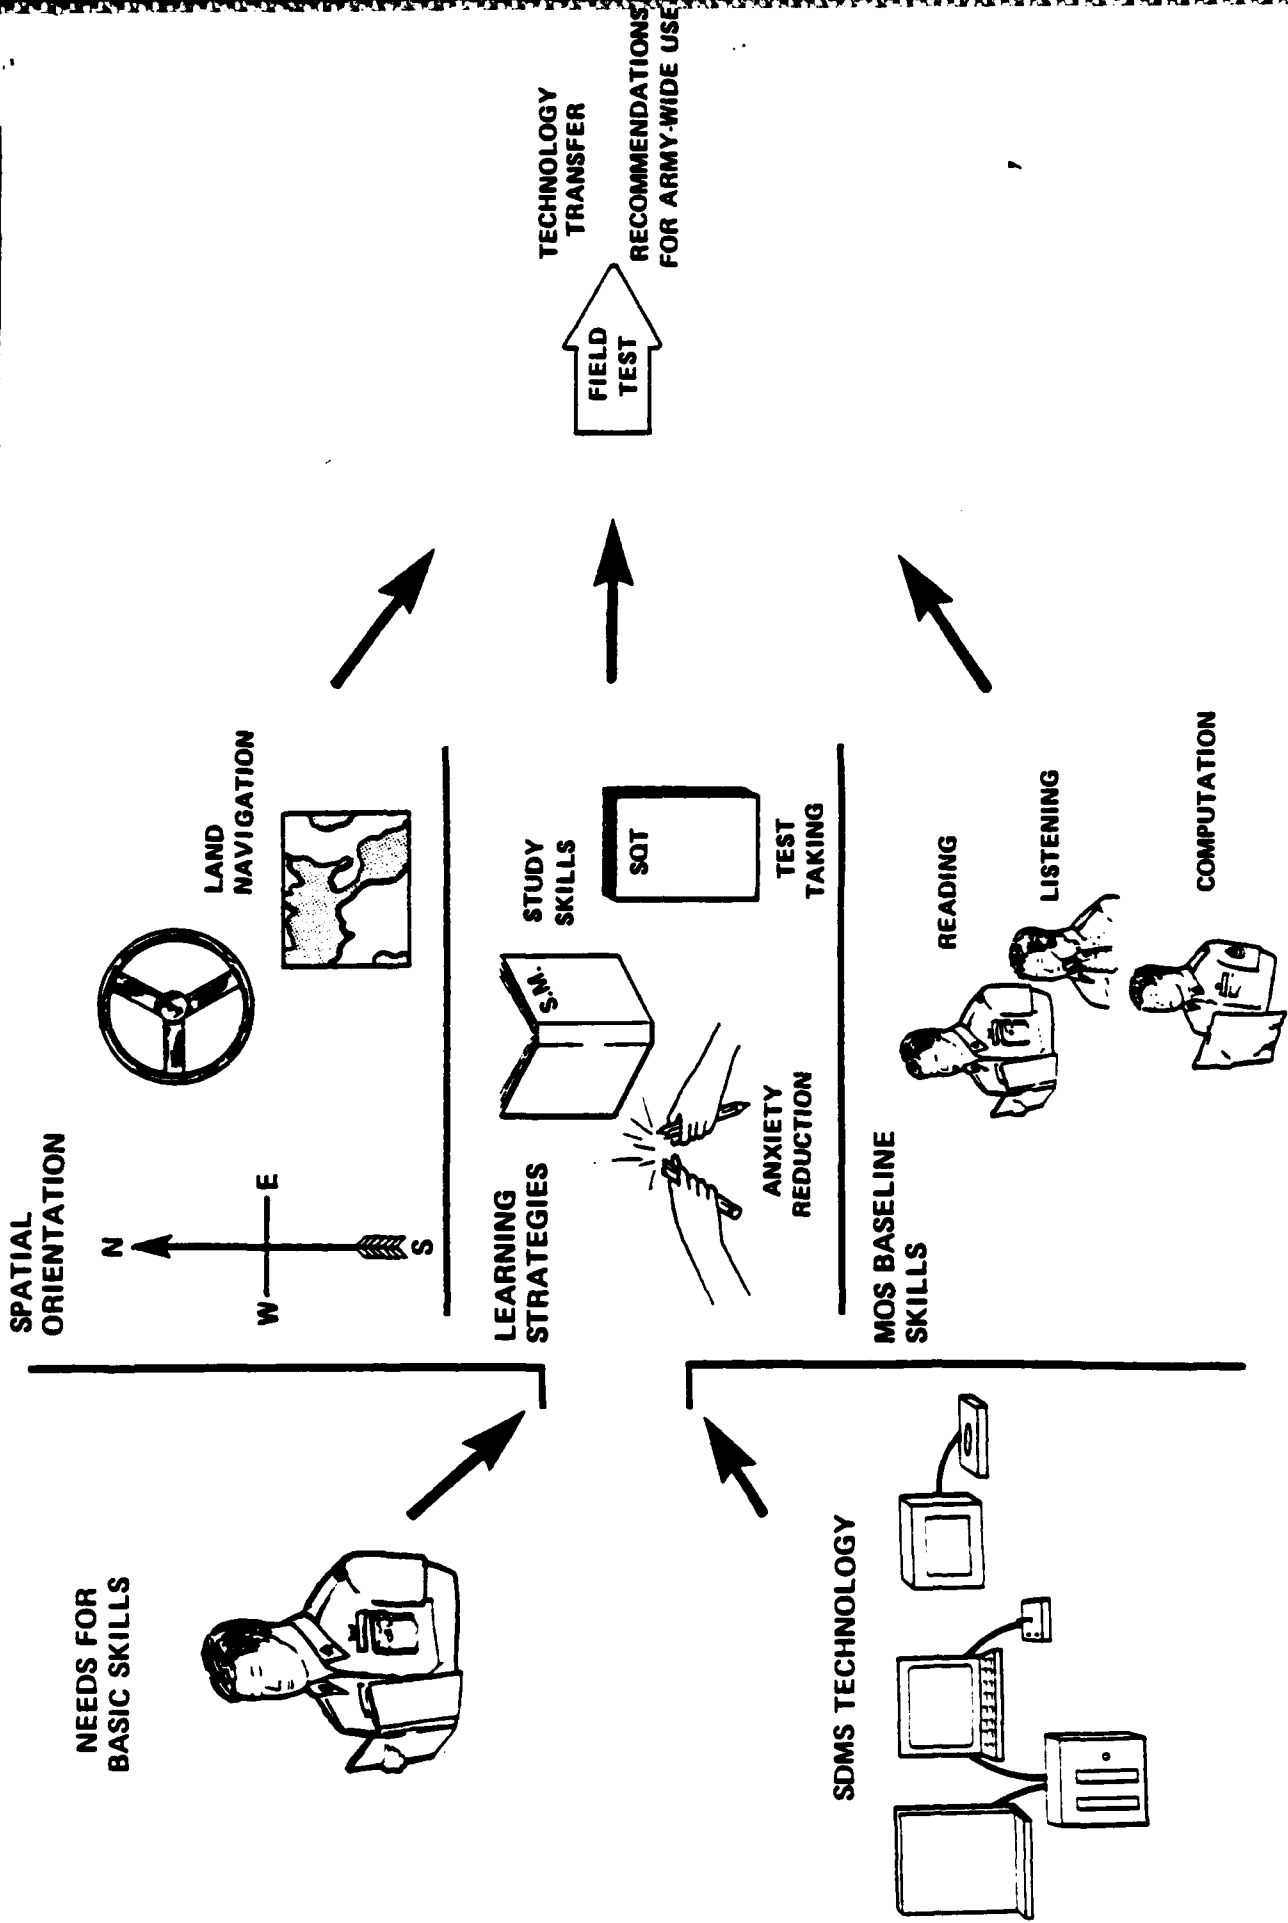 NEEDS FOR
BASIC SKILLS
SDMS TECHNOLOGY
SPATIAL
ORIENTATION
N
W
E
S
LAND
NAVIGATION
LEARNING
STRATEGIES
S.M.
STUDY
SKILLS
ANXIETY
REDUCTION
SQT
TEST
TAKING
MOS BASELINE
SKILLS
READING
LISTENING
COMPUTATION
FIELD
TEST
TECHNOLOGY
TRANSFER
RECOMMENDATIONS
FOR ARMY-WIDE USE